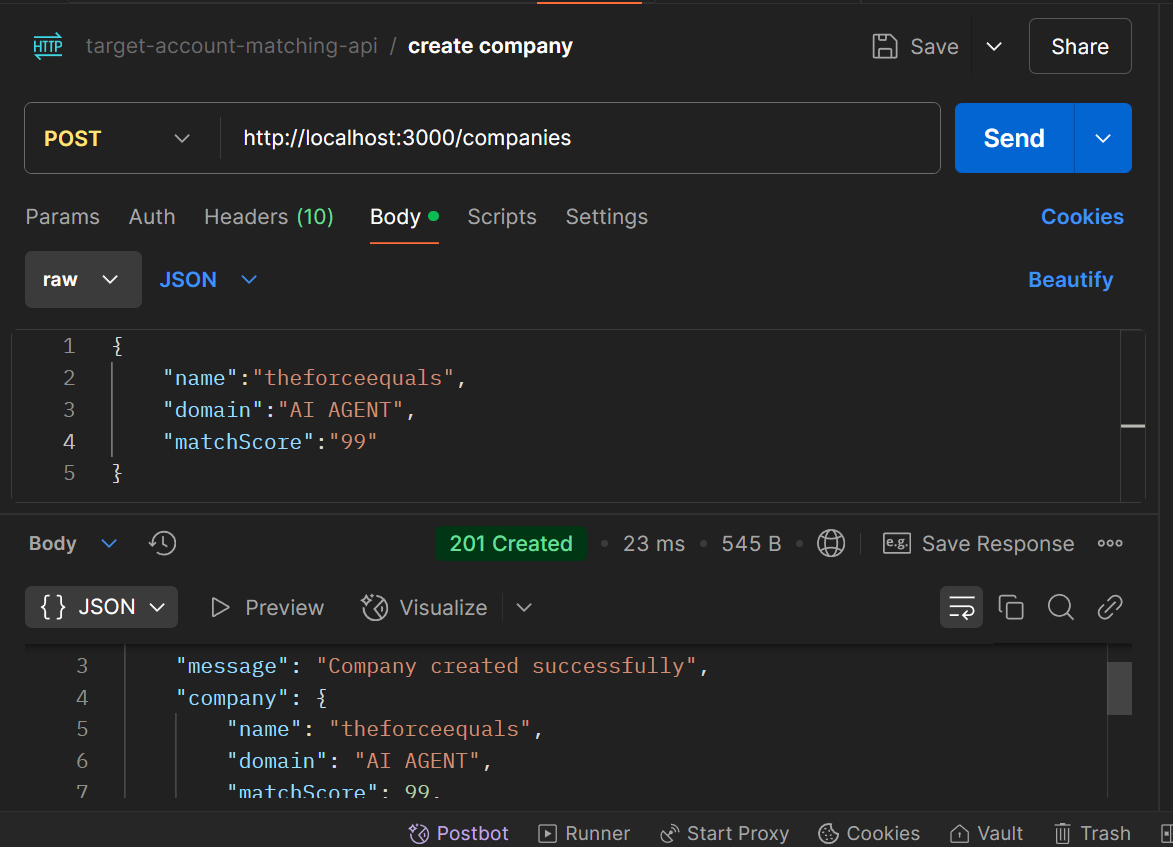 HTTP target-account-matching-api / create company Save Share
POST http://localhost:3000/companies Send
Params Auth Headers (10) Body Scripts Settings Cookies
raw JSON Beautify
1 {
2 "name":"theforceequals",
3 "domain":"AI AGENT",
4 "matchScore":"99"
5 }
Body 201 Created 23 ms 545 B e.g. Save Response
{} JSON Preview Visualize
3 "message": "Company created successfully",
4 "company": {
5 "name": "theforceequals",
6 "domain": "AI AGENT",
7 "matchScore": 99,
Postbot Runner Start Proxy Cookies Vault Trash